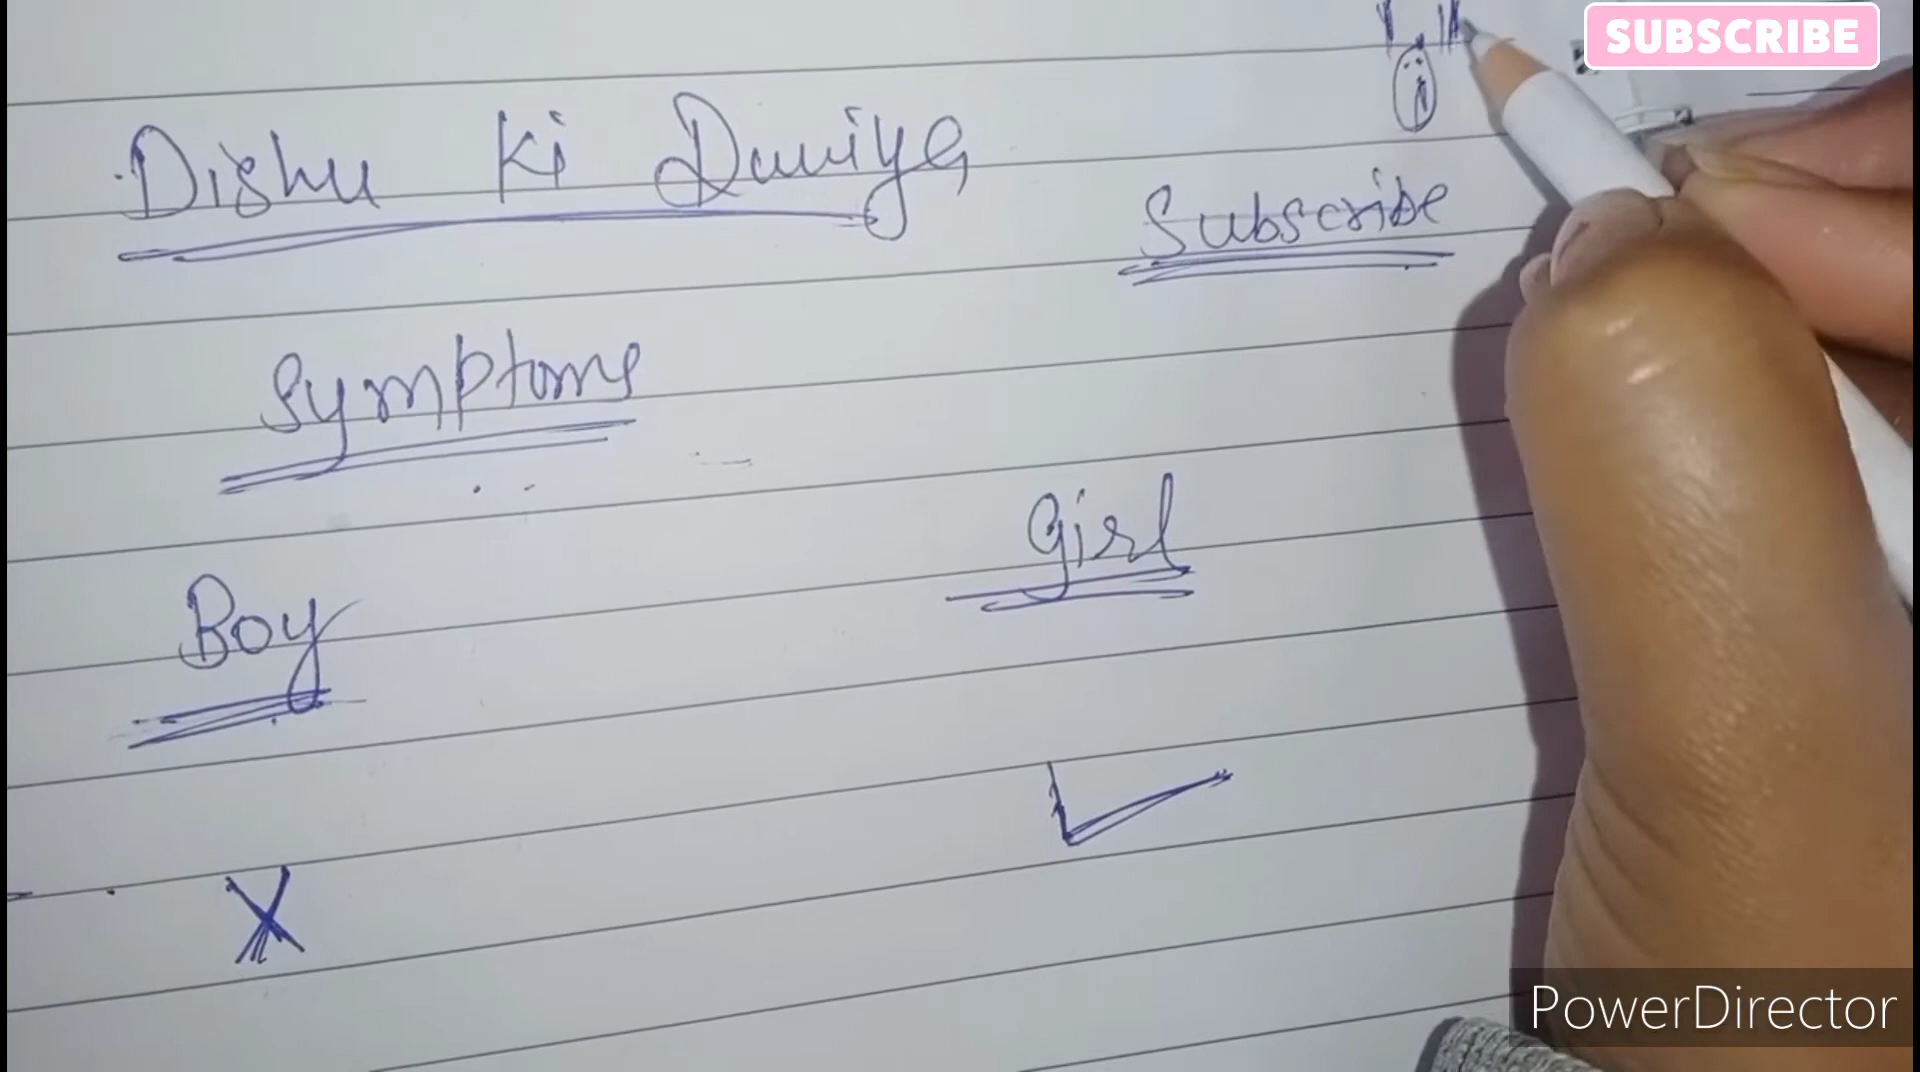 SUBSCRIBE
Dishu Ki Duniya
Subscribe
Symptoms
Girl
Boy
PowerDirector